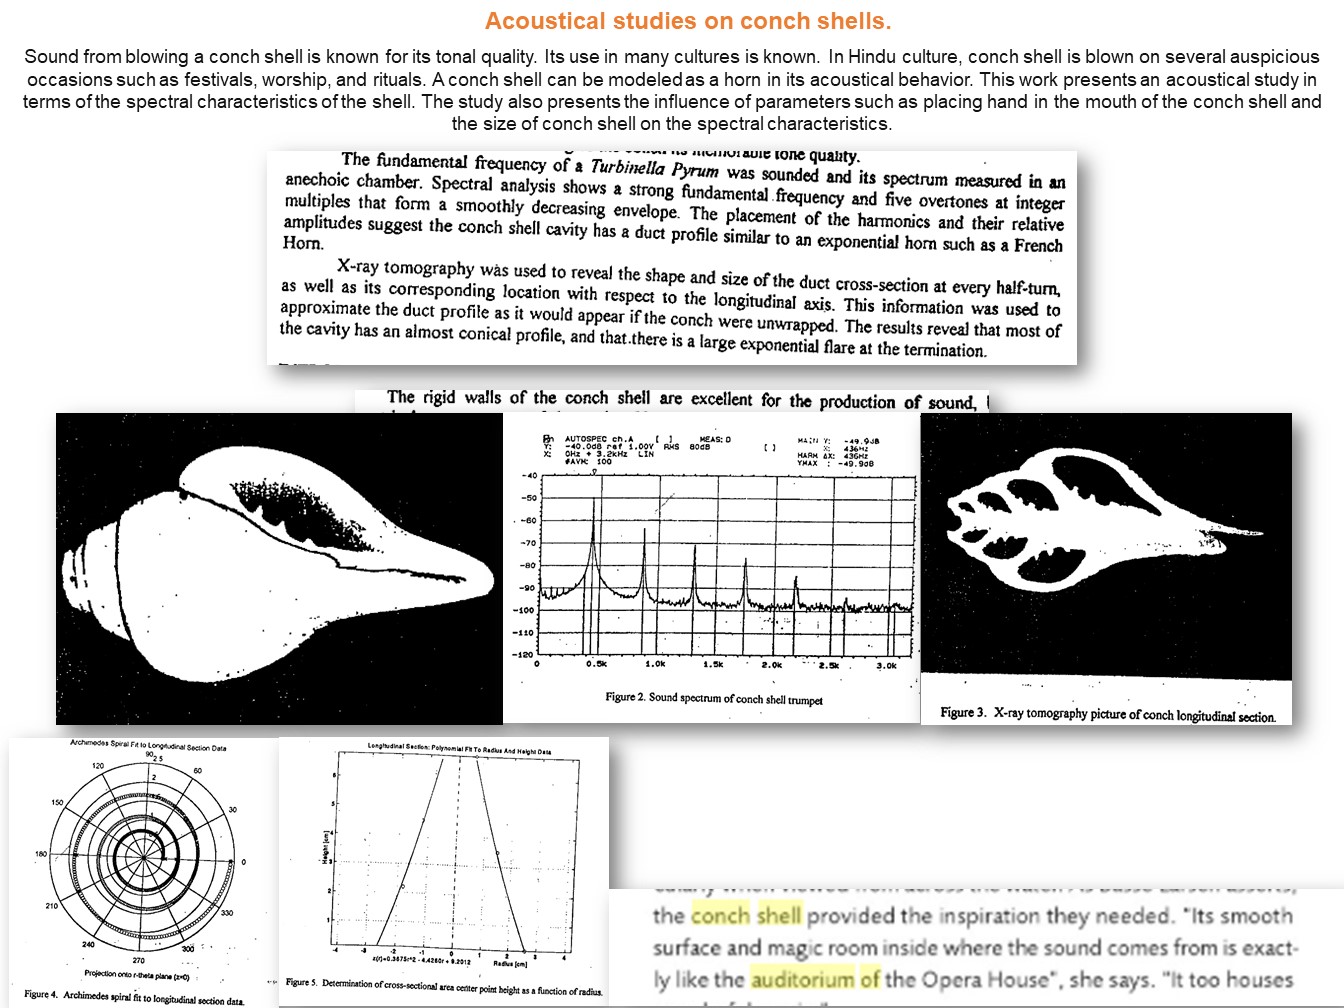 Acoustical studies on conch shells.
Sound from blowing a conch shell is known for its tonal quality. Its use in many cultures is known. In Hindu culture, conch shell is blown on several auspicious
occasions such as festivals, worship, and rituals. A conch shell can be modeled as a horn in its acoustical behavior. This work presents an acoustical study in
terms of the spectral characteristics of the shell. The study also presents the influence of parameters such as placing hand in the mouth of the conch shell and
the size of conch shell on the spectral characteristics.
memorable tone quality.
The fundamental frequency of a Turbinella Pyrum was sounded and its spectrum measured in an
anechoic chamber. Spectral analysis shows a strong fundamental frequency and five overtones at integer
multiples that form a smoothly decreasing envelope. The placement of the harmonics and their relative
amplitudes suggest the conch shell cavity has a duct profile similar to an exponential horn such as a French
Horn.
X-ray tomography was used to reveal the shape and size of the duct cross-section at every half-turn,
as well as its corresponding location with respect to the longitudinal axis. This information was used to
approximate the duct profile as it would appear if the conch were unwrapped. The results reveal that most of
the cavity has an almost conical profile, and that there is a large exponential flare at the termination.
The rigid walls of the conch shell are excellent for the production of sound,
AUTOSPEC ch.A [ ] MEAS: D
Y: -40.0dB ref 1.00V RMS 80dB
X: 0Hz + 3.2kHz LIN
#AVM: 100
[ ]
MAIN Y: -49.9dB
X: 436Hz
HARM ΔX: 436Hz
YMAX : -49.9dB
-40
-50
-60
-70
-80
-90
-100
-110
-120
0 0.5k 1.0k 1.5k 2.0k 2.5k 3.0k
Figure 2. Sound spectrum of conch shell trumpet
Figure 3. X-ray tomography picture of conch longitudinal section.
Archimedes Spiral Fit to Longitudinal Section Data
90 2.5
120 60
2
150 30
180 0
210 330
240 300
270
Projection onto r-theta plane (z=0)
Figure 4. Archimedes spiral fit to longitudinal section data.
Longitudinal Section: Polynomial Fit To Radius And Height Data
Height [cm]
6
5
4
3
2
1
-4 -3 -2 -1 0 1 2 3 4
z(r)=0.3675r^2 - 4.4280r + 9.2012 Radius [cm]
Figure 5. Determination of cross-sectional area center point height as a function of radius.
the conch shell provided the inspiration they needed. "Its smooth
surface and magic room inside where the sound comes from is exact-
ly like the auditorium of the Opera House", she says. "It too houses